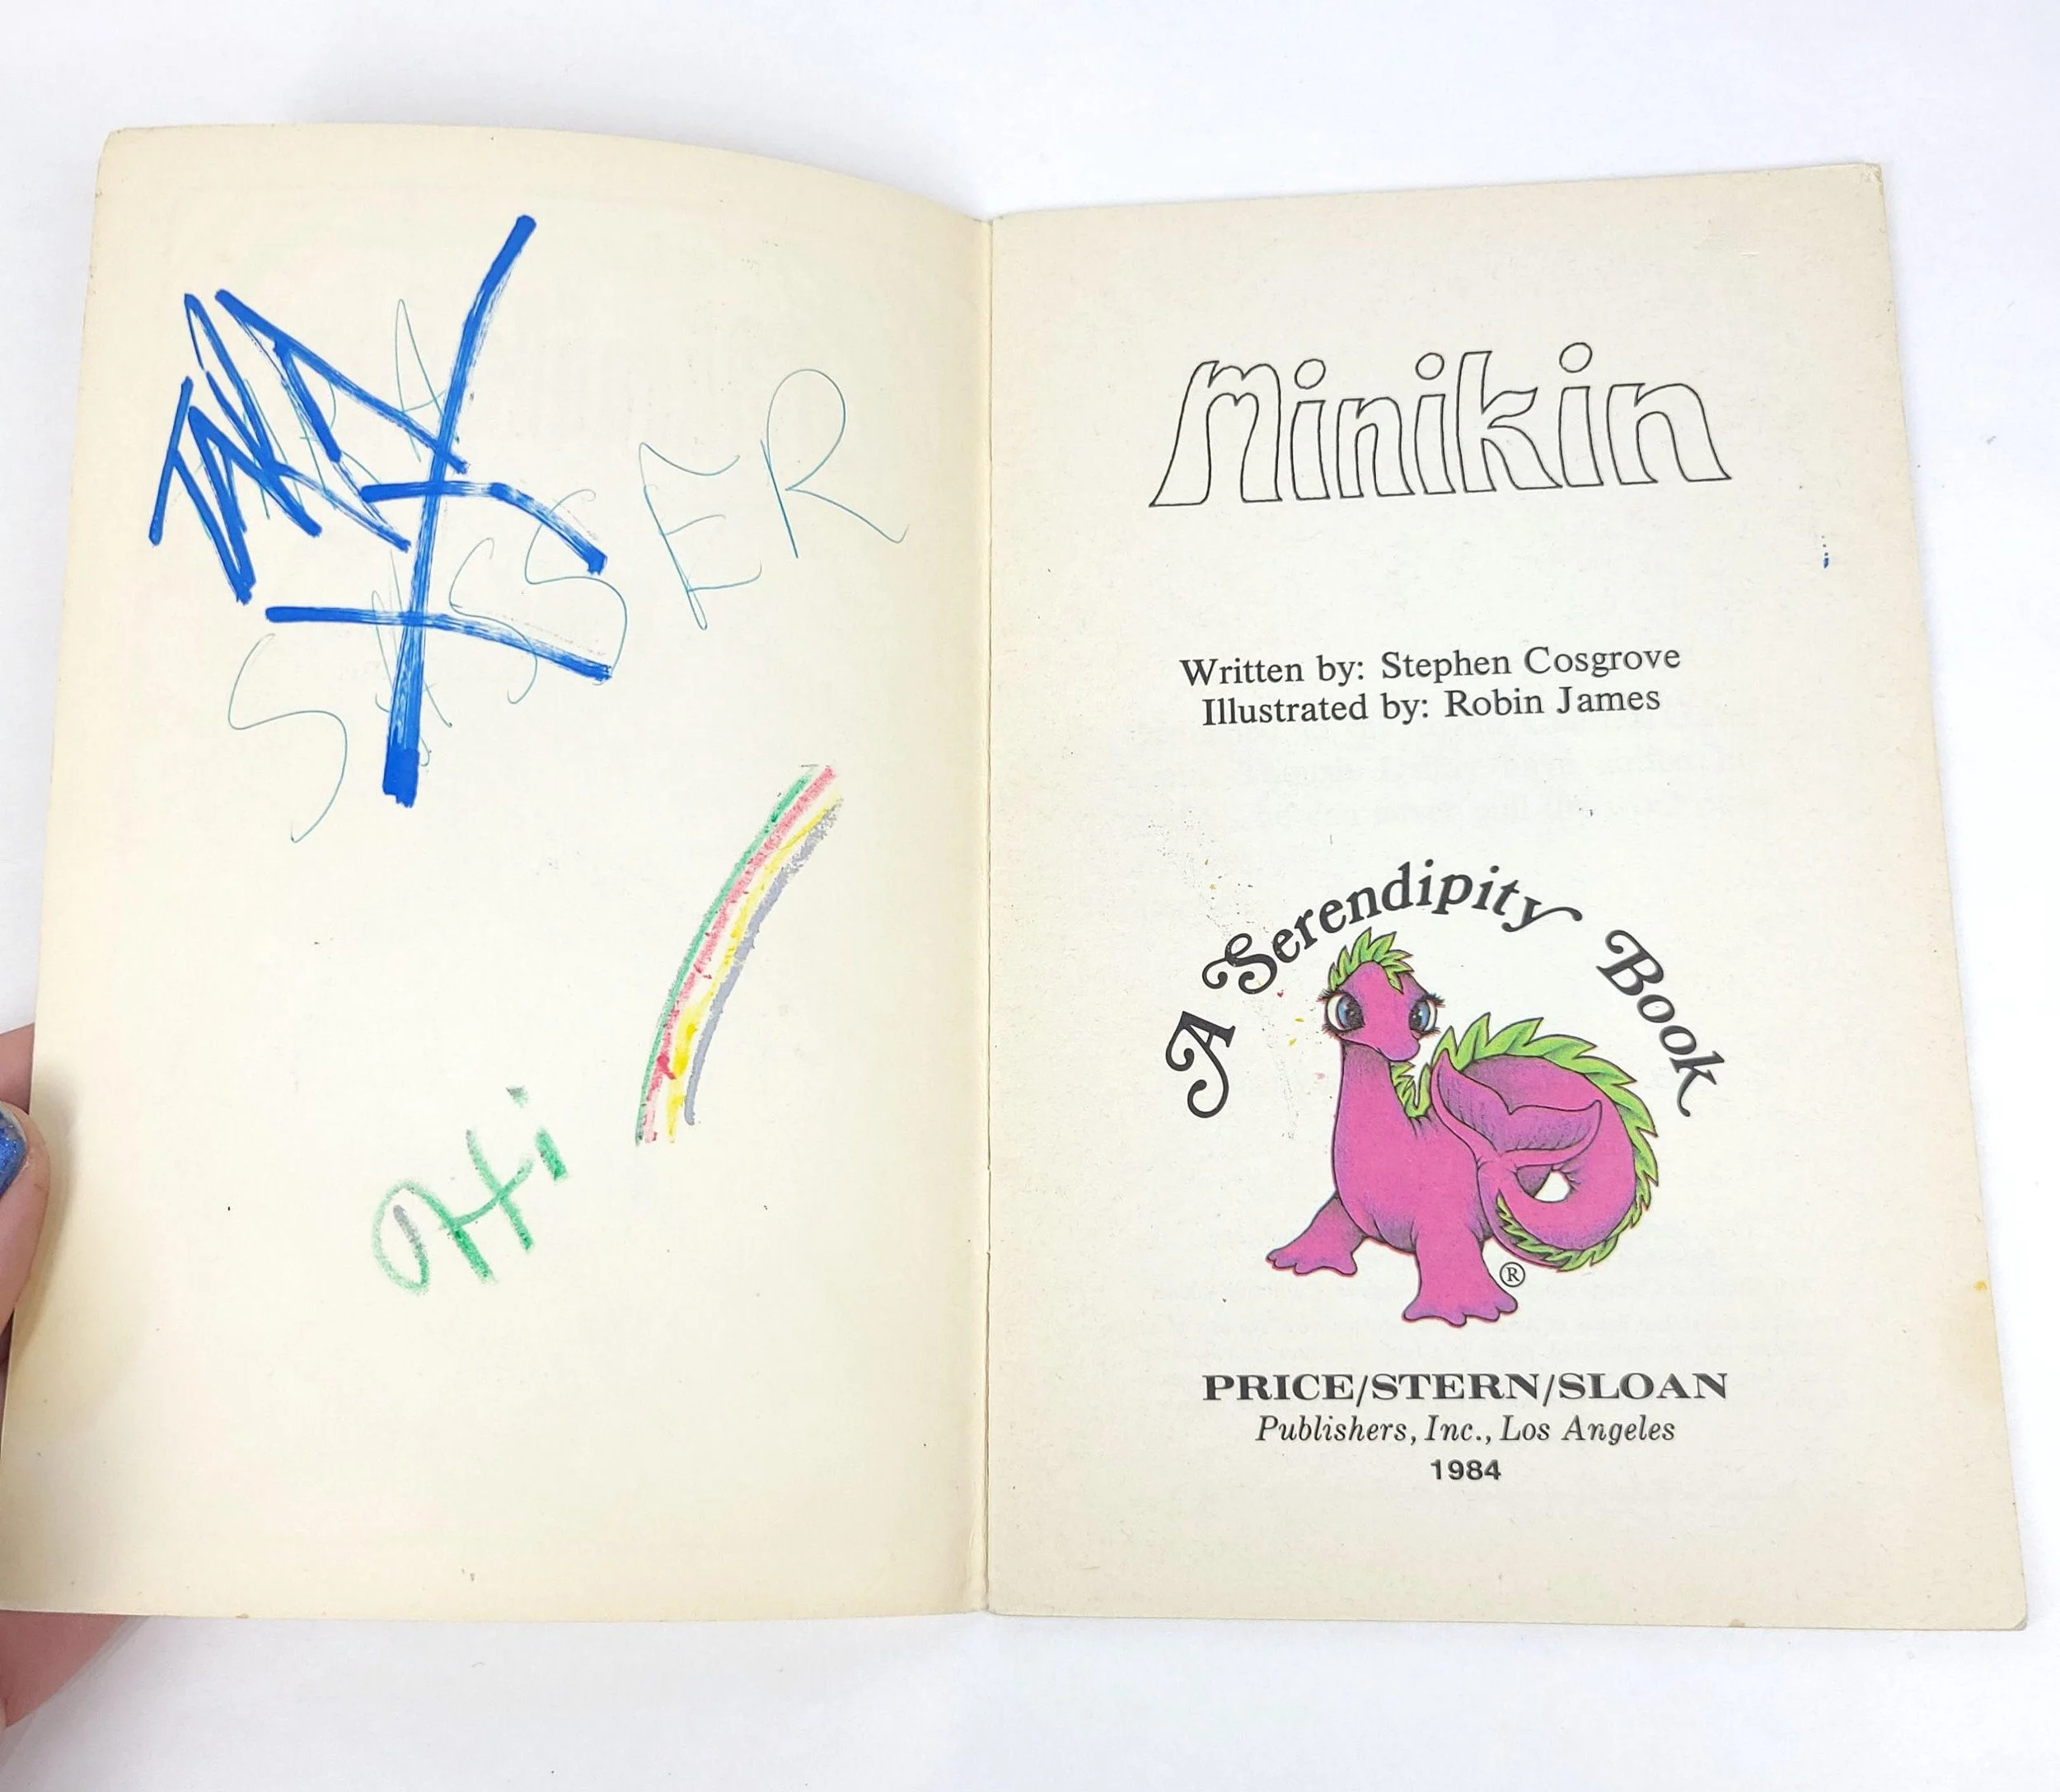 SASSER
OHi
Minikin
Written by: Stephen Cosgrove
Illustrated by: Robin James
A Serendipity Book
®
PRICE/STERN/SLOAN
Publishers, Inc., Los Angeles
1984